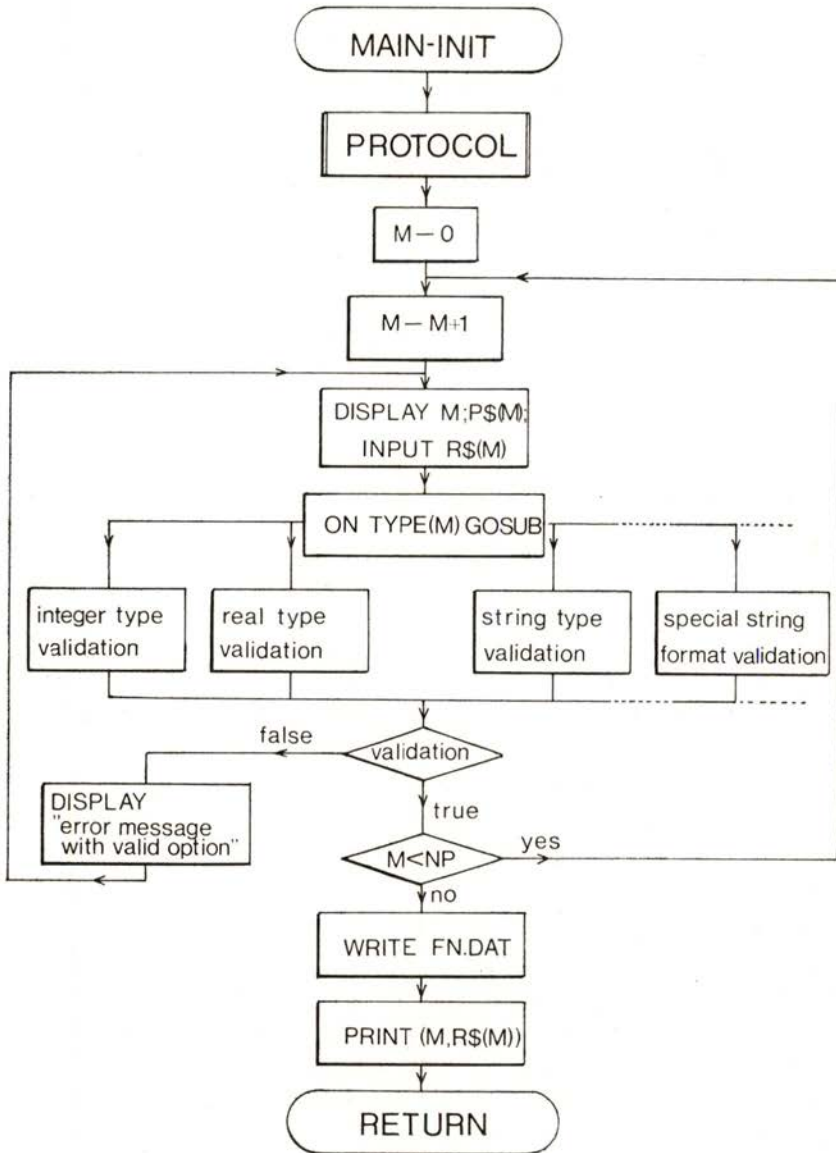 MAIN-INIT
PROTOCOL
M—0
M—M+1
DISPLAY M;P$(M);
INPUT R$(M)
ON TYPE(M) GOSUB
integer type
validation
real type
validation
string type
validation
special string
format validation
validation
false
true
DISPLAY
"error message
with valid option"
M<NP
yes
no
WRITE FN.DAT
PRINT (M,R$(M))
RETURN